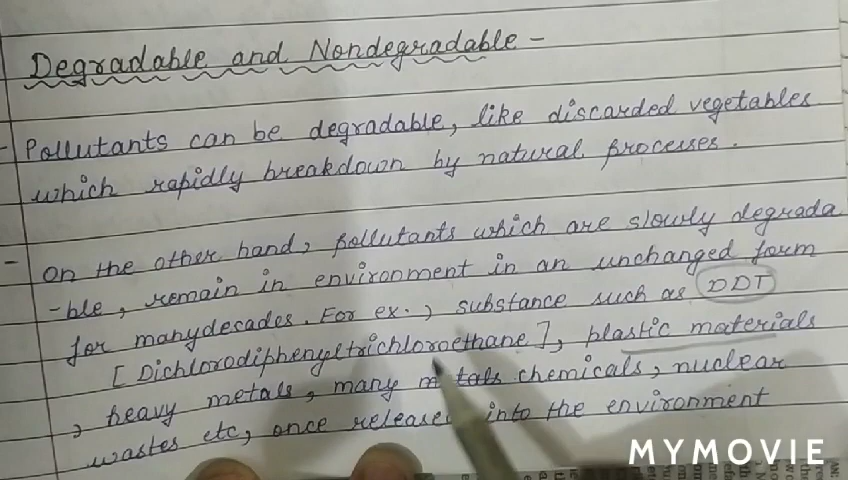 Degradable and Nondegradable -
- Pollutants can be degradable, like discarded vegetables
which rapidly breakdown by natural processes.
- On the other hand, pollutants which are slowly degrada
-ble, remain in environment in an unchanged form
for manydecades. For ex., substance such as DDT
[Dichlorodiphenyltrichloroethane], plastic materials
, heavy metals, many chemicals, nuclear
wastes etc, once released into the environment
MYMOVIE